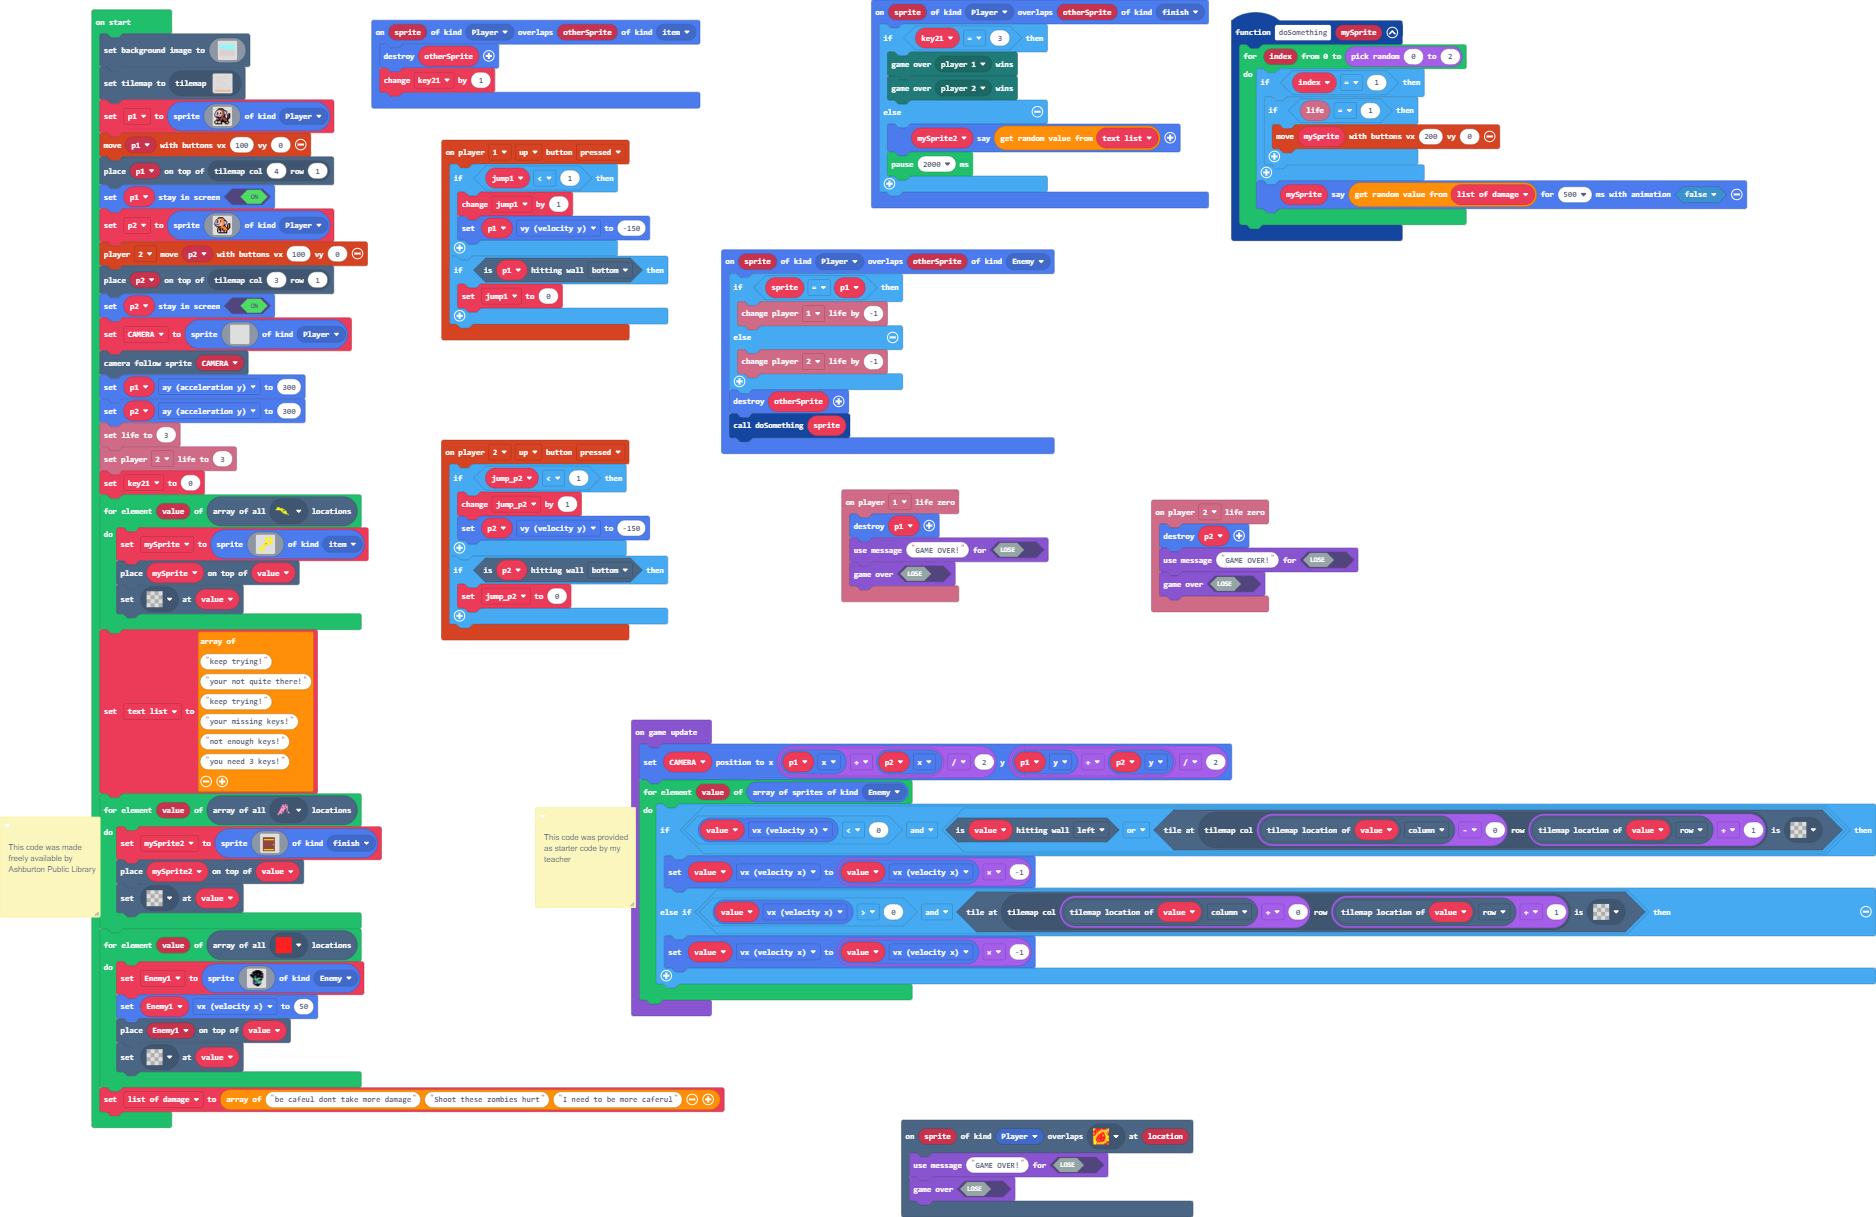 on start
set background image to
set tilemap to tilemap
set p1 to sprite of kind Player
move p1 with buttons vx 100 vy 0
place p1 on top of tilemap col 4 row 1
set p1 stay in screen ON
set p2 to sprite of kind Player
player 2 move p2 with buttons vx 100 vy 0
place p2 on top of tilemap col 3 row 1
set p2 stay in screen ON
set CAMERA to sprite of kind Player
camera follow sprite CAMERA
set p1 ay (acceleration y) to 300
set p2 ay (acceleration y) to 300
set life to 3
set player 2 life to 3
set key21 to 0
for element value of array of all locations
do
set mySprite to sprite of kind item
place mySprite on top of value
set at value
set text list to
array of
"keep trying!"
"your not quite there!"
"keep trying!"
"your missing keys!"
"not enough keys!"
"you need 3 keys!"
for element value of array of all locations
do
set mySprite2 to sprite of kind finish
place mySprite2 on top of value
set at value
for element value of array of all locations
do
set Enemy1 to sprite of kind Enemy
set Enemy1 vx (velocity x) to 50
place Enemy1 on top of value
set at value
set list of damage to array of "be cafeul dont take more damage" "Shoot these zombies hurt" "I need to be more caferul"
This code was made
freely available by
Ashburton Public Library
on sprite of kind Player overlaps otherSprite of kind item
destroy otherSprite
change key21 by 1
on player 1 up button pressed
if jump1 < 1 then
change jump1 by 1
set p1 vy (velocity y) to -150
if is p1 hitting wall bottom then
set jump1 to 0
on player 2 up button pressed
if jump_p2 < 1 then
change jump_p2 by 1
set p2 vy (velocity y) to -150
if is p2 hitting wall bottom then
set jump_p2 to 0
on sprite of kind Player overlaps otherSprite of kind finish
if key21 = 3 then
game over player 1 wins
game over player 2 wins
else
mySprite2 say get random value from text list
pause 2000 ms
function doSomething mySprite
for index from 0 to pick random 0 to 2
do
if index = 1 then
if life = 1 then
move mySprite with buttons vx 200 vy 0
mySprite say get random value from list of damage for 500 ms with animation false
on sprite of kind Player overlaps otherSprite of kind Enemy
if sprite = p1 then
change player 1 life by -1
else
change player 2 life by -1
destroy otherSprite
call doSomething sprite
on player 1 life zero
destroy p1
use message "GAME OVER!" for LOSE
game over LOSE
on player 2 life zero
destroy p2
use message "GAME OVER!" for LOSE
game over LOSE
This code was provided
as starter code by my
teacher
on game update
set CAMERA position to x p1 x + p2 x / 2 y p1 y + p2 y / 2
for element value of array of sprites of kind Enemy
do
if value vx (velocity x) < 0 and is value hitting wall left or tile at tilemap col tilemap location of value column - 0 row tilemap location of value row + 1 is then
set value vx (velocity x) to value vx (velocity x) × -1
else if value vx (velocity x) > 0 and tile at tilemap col tilemap location of value column + 0 row tilemap location of value row + 1 is then
set value vx (velocity x) to value vx (velocity x) × -1
on sprite of kind Player overlaps at location
use message "GAME OVER!" for LOSE
game over LOSE